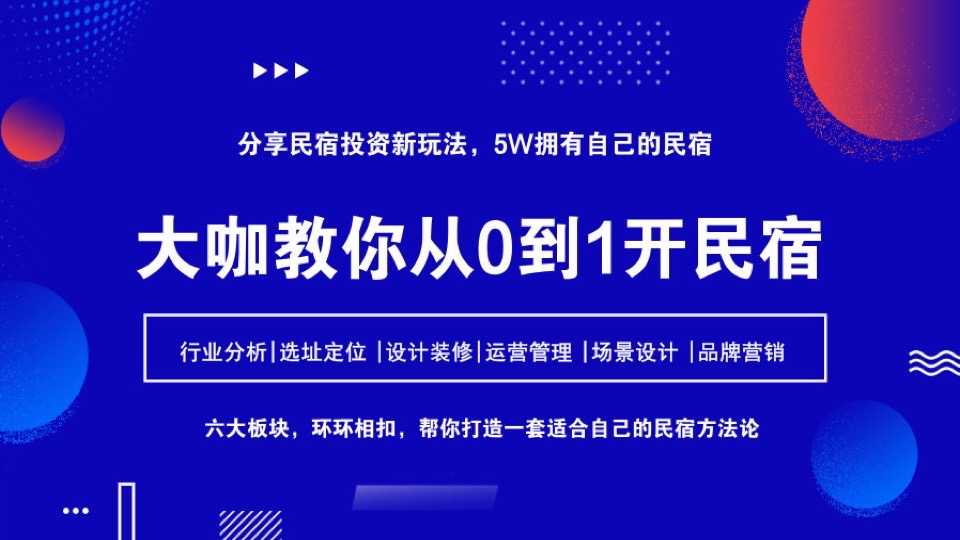 分享民宿投资新玩法，5W拥有自己的民宿
大咖教你从0到1开民宿
行业分析|选址定位 |设计装修|运营管理 |场景设计 |品牌营销
六大板块，环环相扣，帮你打造一套适合自己的民宿方法论